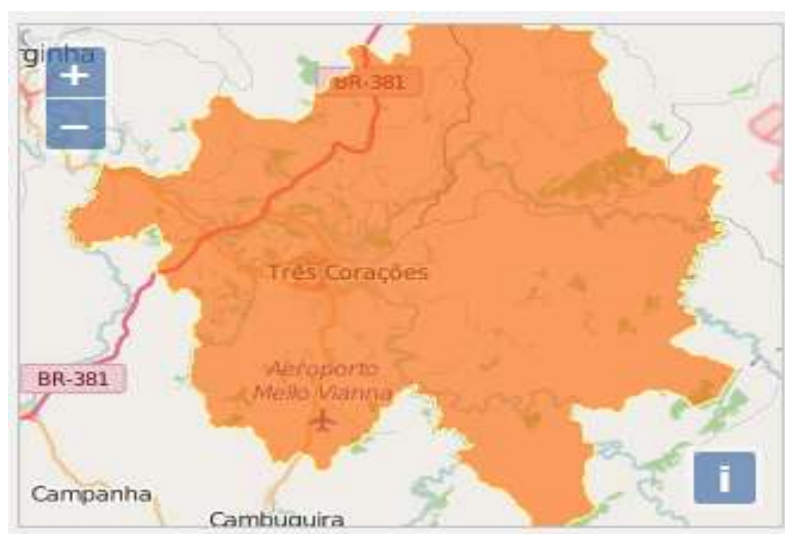 ginha
+
BR-381
−
Três Corações
Aeroporto
Mello Vianna
BR-381
i
Campanha
Cambuquira